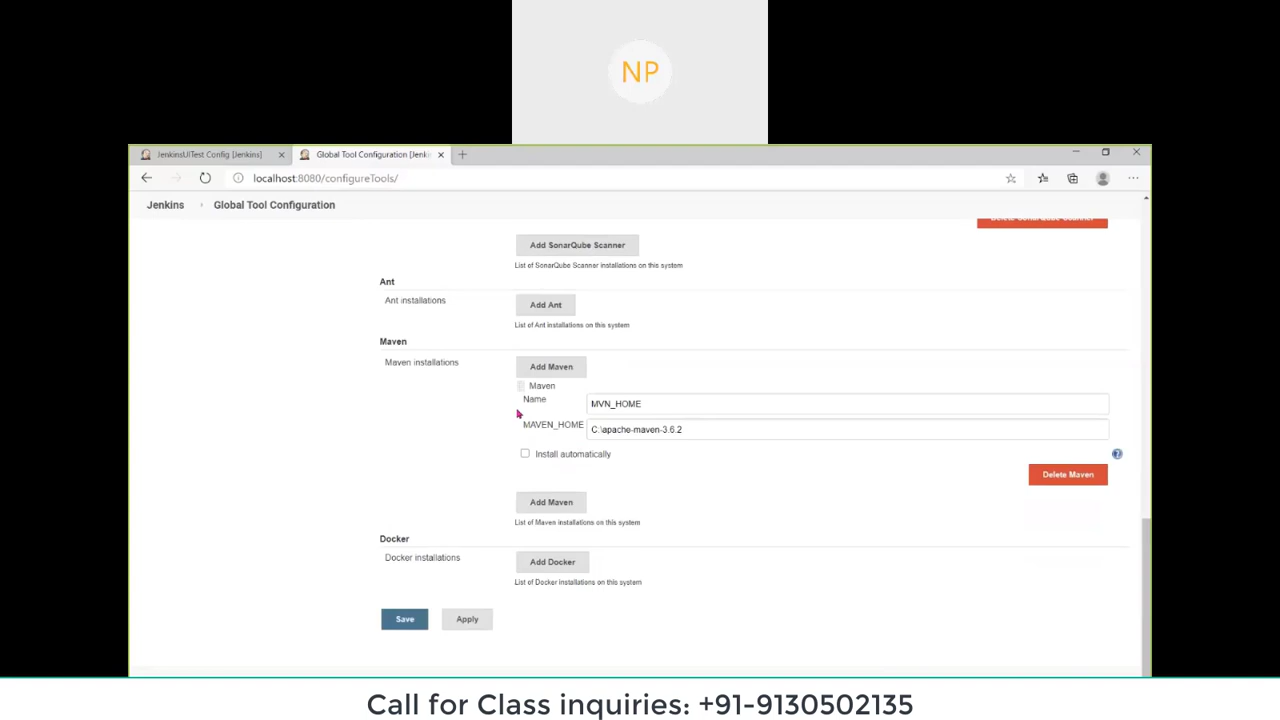 NP
JenkinsUITest Config [Jenkins]
Global Tool Configuration [Jenki
localhost:8080/configureTools/
Jenkins › Global Tool Configuration
Delete SonarQube Scanner
Add SonarQube Scanner
List of SonarQube Scanner installations on this system
Ant
Ant installations
Add Ant
List of Ant installations on this system
Maven
Maven installations
Add Maven
Maven
Name
MVN_HOME
MAVEN_HOME
C:\apache-maven-3.6.2
Install automatically
Delete Maven
Add Maven
List of Maven installations on this system
Docker
Docker installations
Add Docker
List of Docker installations on this system
Save
Apply
Call for Class inquiries: +91-9130502135